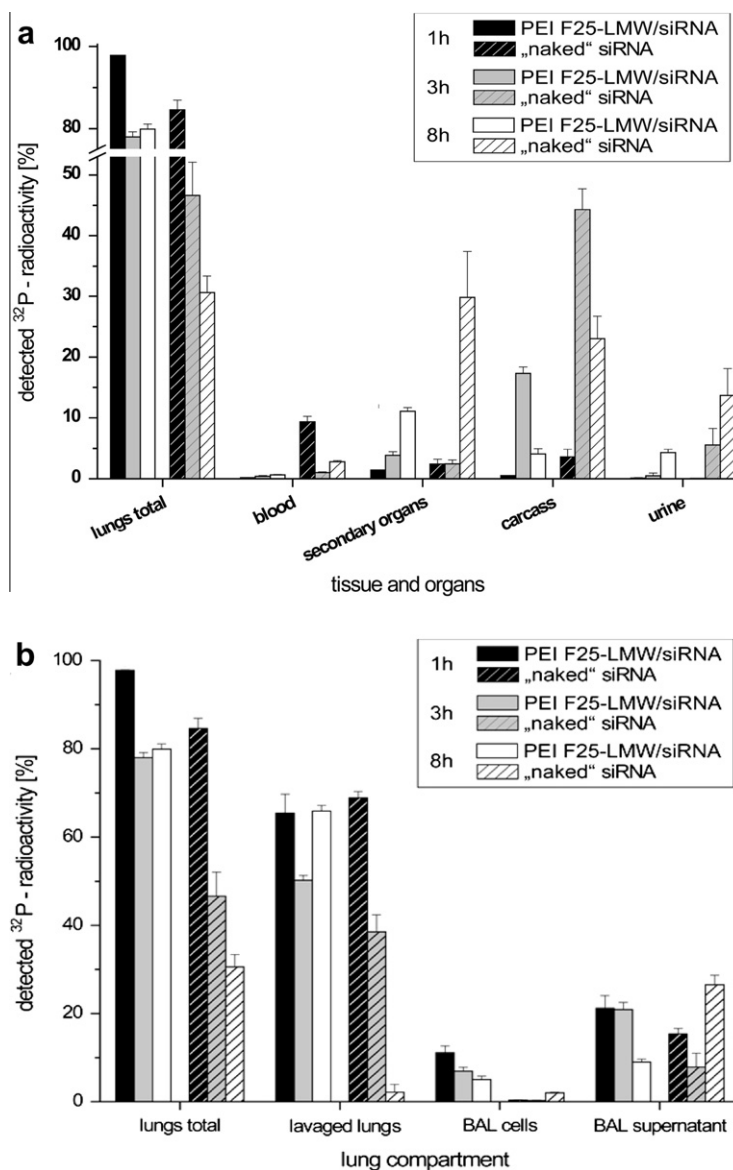 a
1h PEI F25-LMW/siRNA
„naked“ siRNA
3h PEI F25-LMW/siRNA
„naked“ siRNA
8h PEI F25-LMW/siRNA
„naked“ siRNA
detected ³²P - radioactivity [%]
100
80
50
40
30
20
10
0
lungs total blood secondary organs carcass urine
tissue and organs
b
1h PEI F25-LMW/siRNA
„naked“ siRNA
3h PEI F25-LMW/siRNA
„naked“ siRNA
8h PEI F25-LMW/siRNA
„naked“ siRNA
detected ³²P - radioactivity [%]
100
80
60
40
20
0
lungs total lavaged lungs BAL cells BAL supernatant
lung compartment